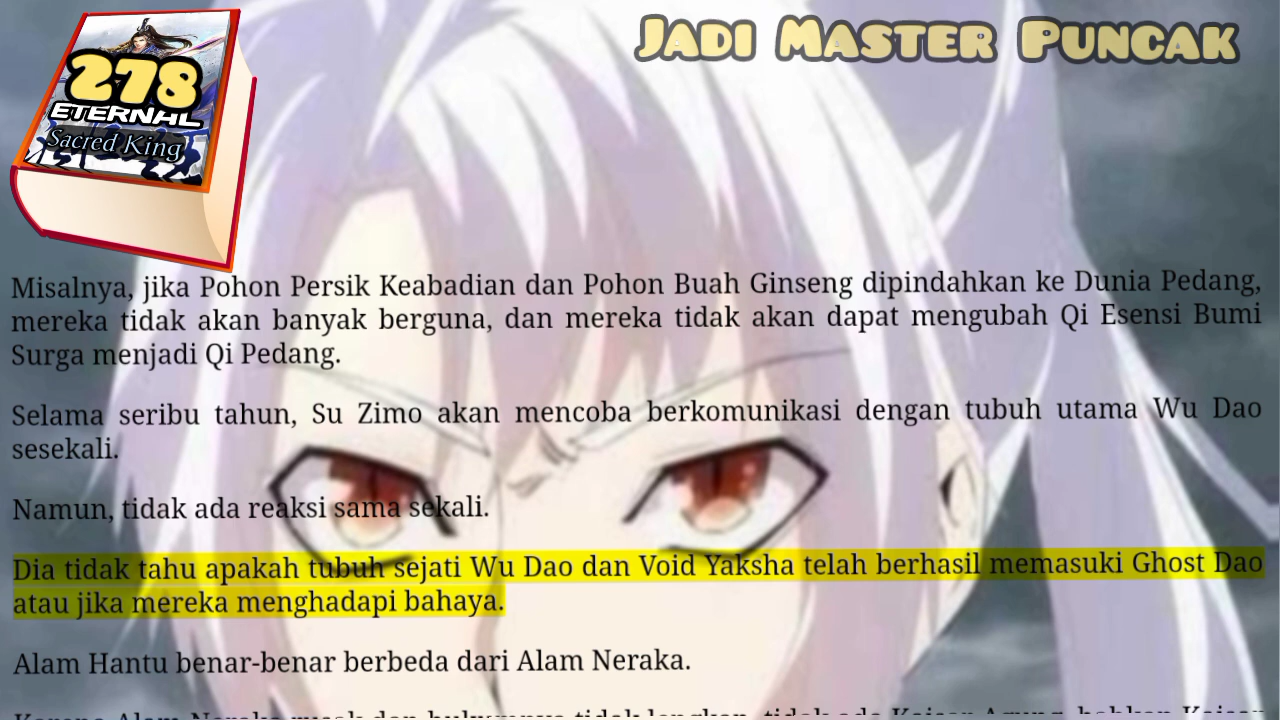 JADI MASTER PUNCAK
278
ETERNAL
Sacred King
Misalnya, jika Pohon Persik Keabadian dan Pohon Buah Ginseng dipindahkan ke Dunia Pedang,
mereka tidak akan banyak berguna, dan mereka tidak akan dapat mengubah Qi Esensi Bumi
Surga menjadi Qi Pedang.
Selama seribu tahun, Su Zimo akan mencoba berkomunikasi dengan tubuh utama Wu Dao
sesekali.
Namun, tidak ada reaksi sama sekali.
Dia tidak tahu apakah tubuh sejati Wu Dao dan Void Yaksha telah berhasil memasuki Ghost Dao
atau jika mereka menghadapi bahaya.
Alam Hantu benar-benar berbeda dari Alam Neraka.